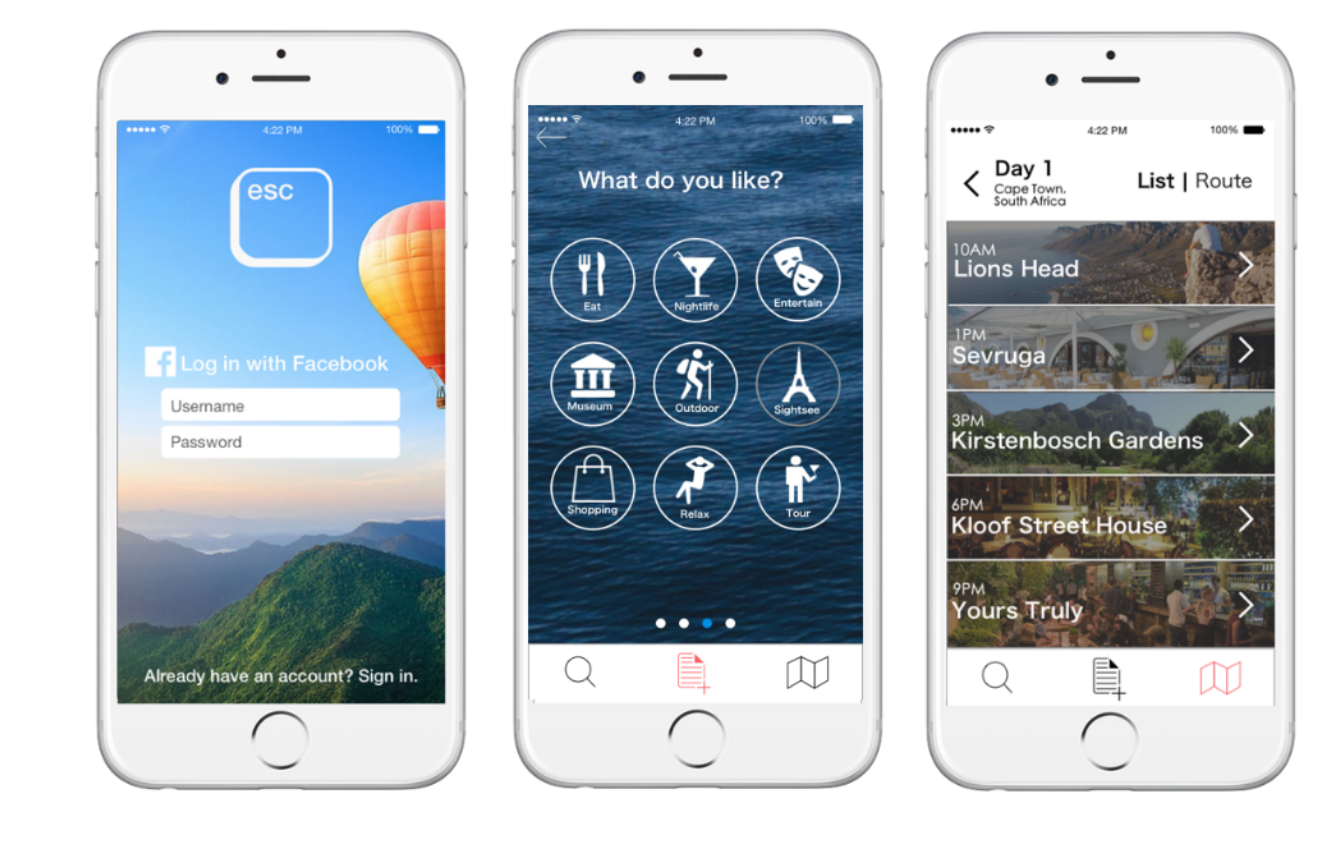 4:22 PM
100%
esc
f Log in with Facebook
Username
Password
Already have an account? Sign in.
4:22 PM
100%
What do you like?
Eat
Nightlife
Entertain
Museum
Outdoor
Sightsee
Shopping
Relax
Tour
4:22 PM
100%
Day 1
Cape Town,
South Africa
List | Route
10AM
Lions Head
1PM
Sevruga
3PM
Kirstenbosch Gardens
6PM
Kloof Street House
9PM
Yours Truly